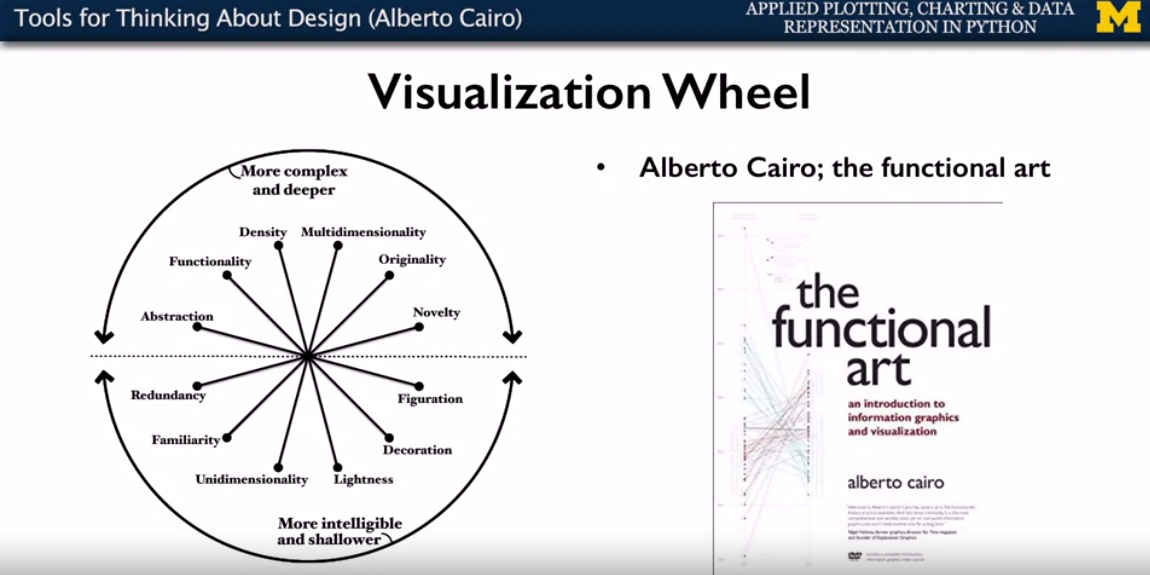 Tools for Thinking About Design (Alberto Cairo)
APPLIED PLOTTING, CHARTING & DATA
REPRESENTATION IN PYTHON
M
Visualization Wheel
More complex
and deeper
Density
Multidimensionality
Functionality
Originality
Abstraction
Novelty
Redundancy
Figuration
Familiarity
Decoration
Unidimensionality
Lightness
More intelligible
and shallower
• Alberto Cairo; the functional art
the
functional
art
an introduction to
information graphics
and visualization
alberto cairo